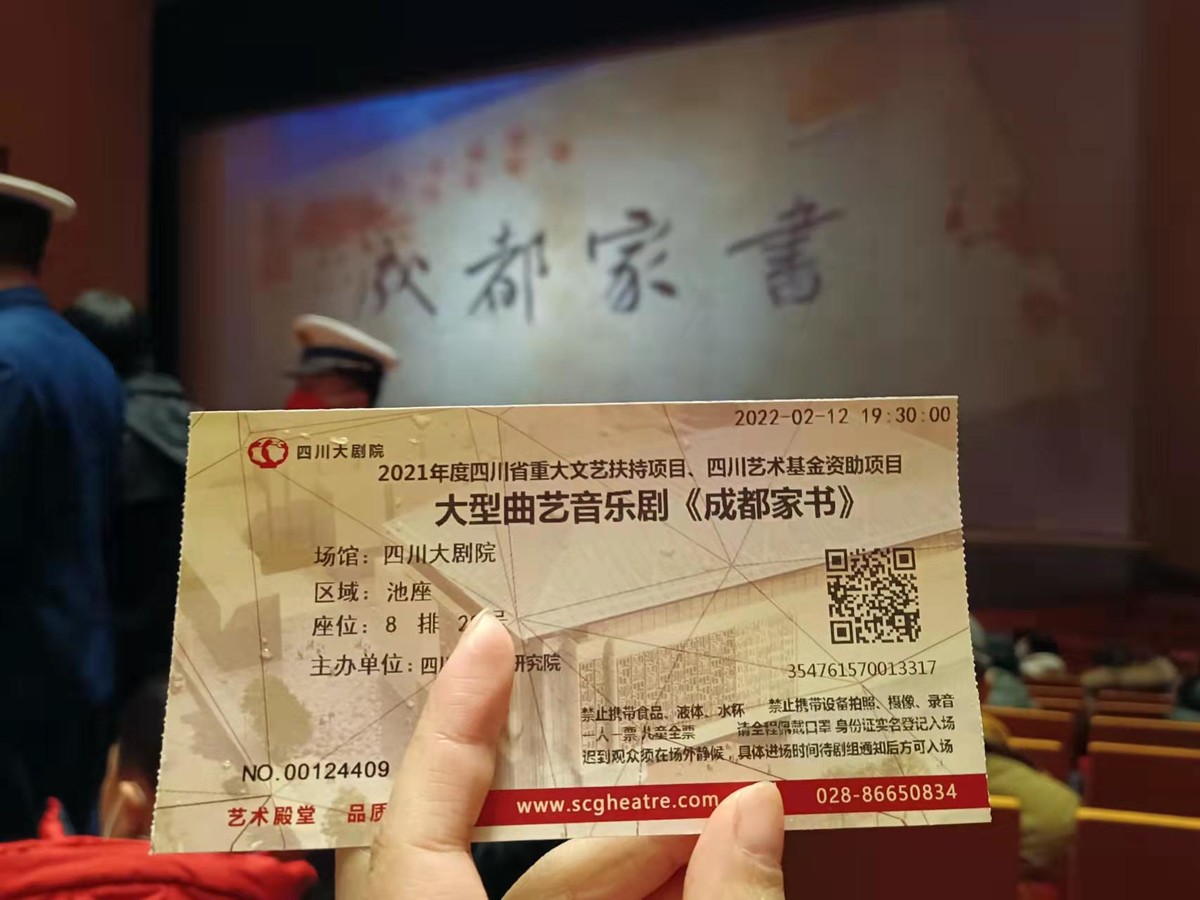 成都家書
2022-02-12 19:30:00
四川大剧院
2021年度四川省重大文艺扶持项目、四川艺术基金资助项目
大型曲艺音乐剧《成都家书》
场馆：四川大剧院
区域：池座
座位：8 排
主办单位：四 研究院
354761570013317
禁止携带食品、液体、水杯 禁止携带设备拍照、摄像、录音
一人一票 儿童全票 请全程佩戴口罩 身份证实名登记入场
迟到观众须在场外静候，具体进场时间待剧组通知后方可入场
NO.00124409
艺术殿堂 品质
www.scgheatre.com 028-86650834